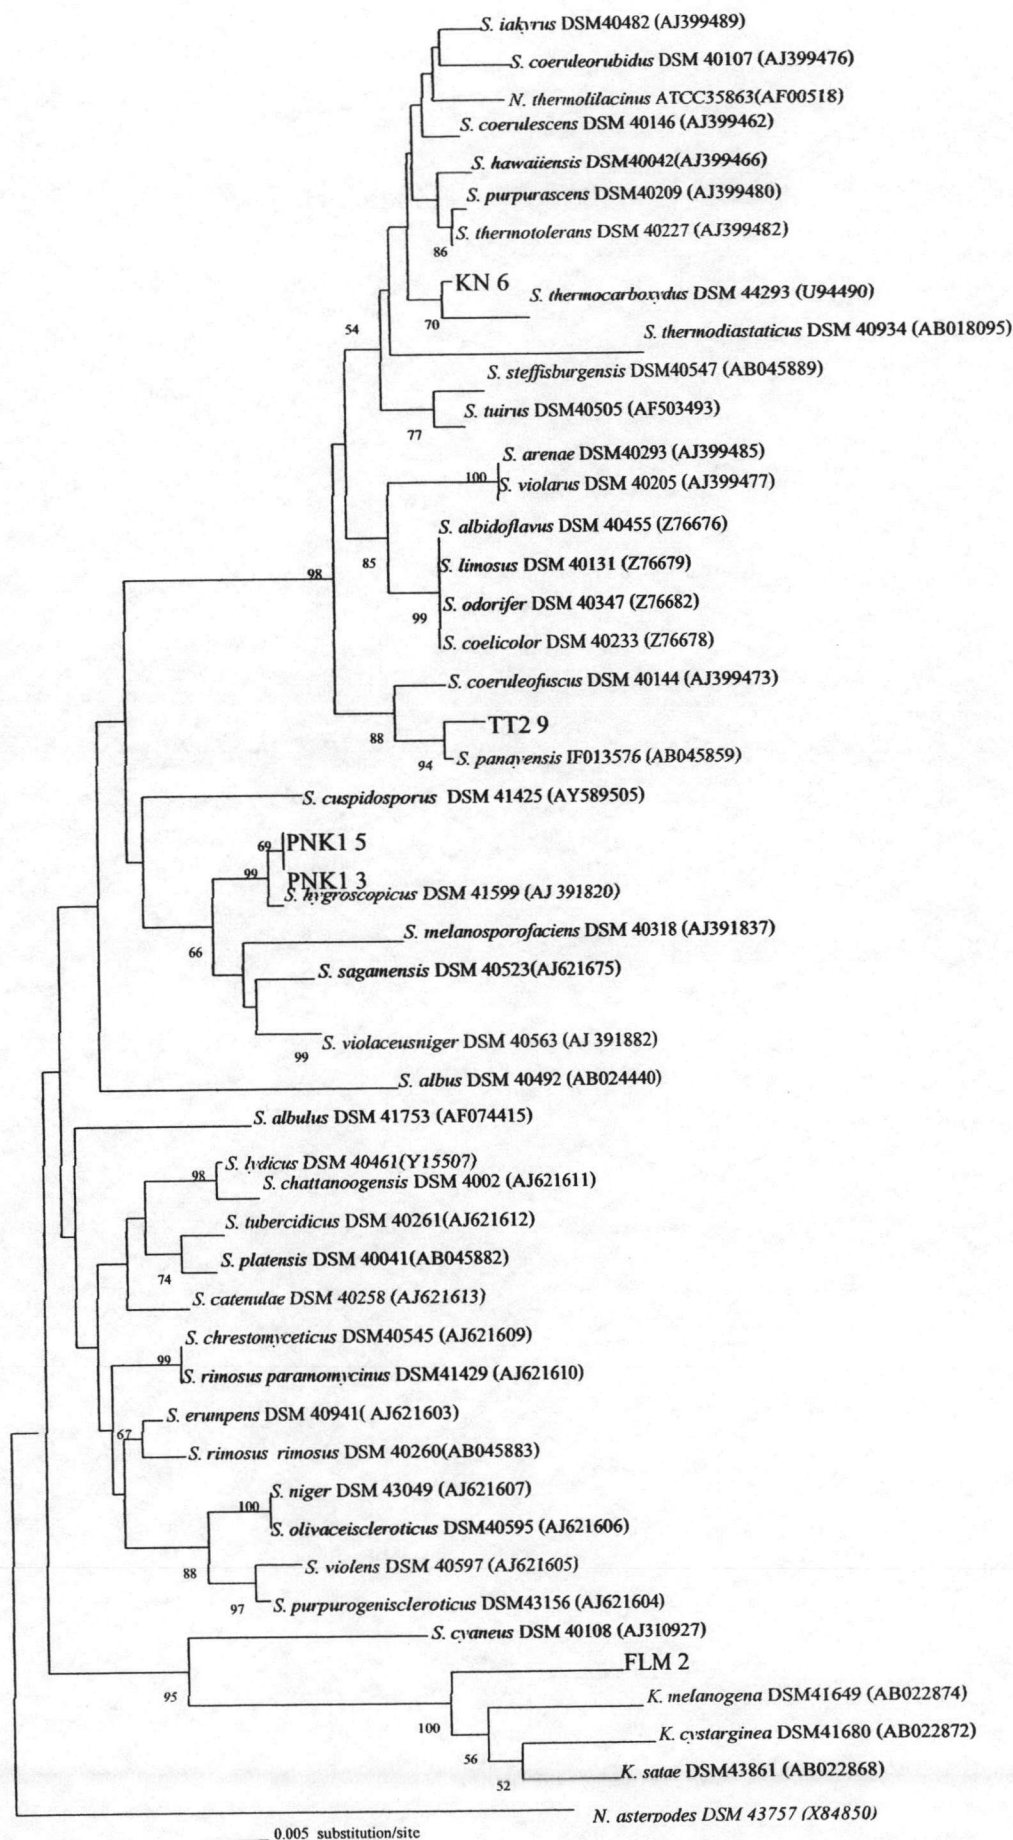 S. iakyrus DSM40482 (AJ399489)
S. coeruleorubidus DSM 40107 (AJ399476)
N. thermolilacinus ATCC35863(AF00518)
S. coerulescens DSM 40146 (AJ399462)
S. hawaiiensis DSM40042(AJ399466)
S. purpurascens DSM40209 (AJ399480)
S. thermotolerans DSM 40227 (AJ399482)
86
KN 6
S. thermocarboxydus DSM 44293 (U94490)
70
54
S. thermodiastaticus DSM 40934 (AB018095)
S. steffisburgensis DSM40547 (AB045889)
S. tuirus DSM40505 (AF503493)
77
S. arenae DSM40293 (AJ399485)
100
S. violarus DSM 40205 (AJ399477)
S. albidoflavus DSM 40455 (Z76676)
85
S. limosus DSM 40131 (Z76679)
98
S. odorifer DSM 40347 (Z76682)
99
S. coelicolor DSM 40233 (Z76678)
S. coeruleofuscus DSM 40144 (AJ399473)
TT2 9
88
S. panayensis IF013576 (AB045859)
94
S. cuspidosporus DSM 41425 (AY589505)
69
PNK1 5
99
PNK1 3
S. hygroscopicus DSM 41599 (AJ 391820)
S. melanosporofaciens DSM 40318 (AJ391837)
66
S. sagamensis DSM 40523(AJ621675)
S. violaceusniger DSM 40563 (AJ 391882)
99
S. albus DSM 40492 (AB024440)
S. albulus DSM 41753 (AF074415)
S. lydicus DSM 40461(Y15507)
98
S. chattanoogensis DSM 4002 (AJ621611)
S. tubercidicus DSM 40261(AJ621612)
S. platensis DSM 40041(AB045882)
74
S. catenulae DSM 40258 (AJ621613)
S. chrestomyceticus DSM40545 (AJ621609)
99
S. rimosus paramomycinus DSM41429 (AJ621610)
S. erumpens DSM 40941( AJ621603)
67
S. rimosus rimosus DSM 40260(AB045883)
S. niger DSM 43049 (AJ621607)
100
S. olivaceiscleroticus DSM40595 (AJ621606)
S. violens DSM 40597 (AJ621605)
88
S. purpurogeniscleroticus DSM43156 (AJ621604)
97
S. cyaneus DSM 40108 (AJ310927)
FLM 2
95
K. melanogena DSM41649 (AB022874)
100
K. cystarginea DSM41680 (AB022872)
56
K. satae DSM43861 (AB022868)
52
N. asterpodes DSM 43757 (X84850)
0.005 substitution/site